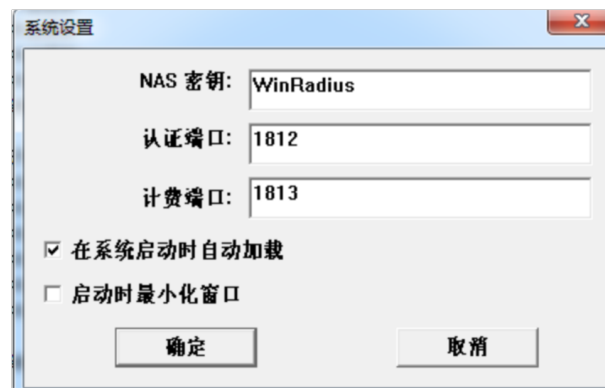 系统设置
NAS 密钥: WinRadius
认证端口: 1812
计费端口: 1813
在系统启动时自动加载
启动时最小化窗口
确定 取消